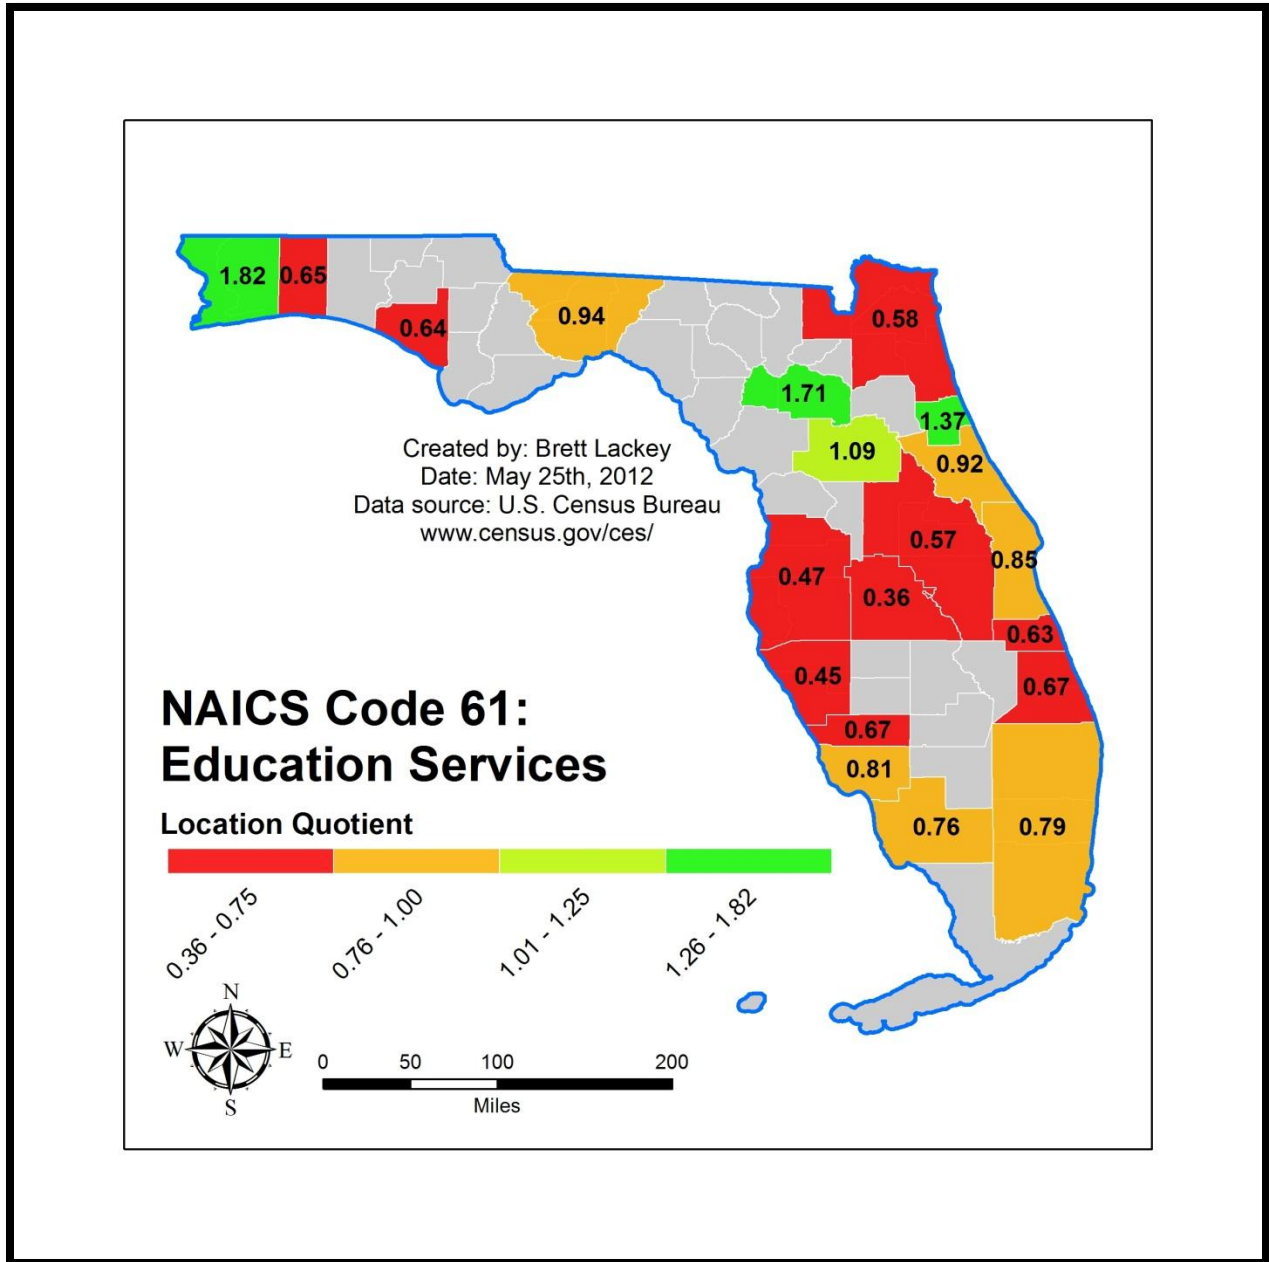 1.82
0.65
0.94
0.58
0.64
1.71
1.37
Created by: Brett Lackey
Date: May 25th, 2012
Data source: U.S. Census Bureau
www.census.gov/ces/
1.09
0.92
0.57
0.85
0.47
0.36
0.63
0.45
0.67
0.67
0.81
0.76
0.79
NAICS Code 61:
Education Services
Location Quotient
0.36 - 0.75
0.76 - 1.00
1.01 - 1.25
1.26 - 1.82
N
W E
S
0 50 100 200
Miles